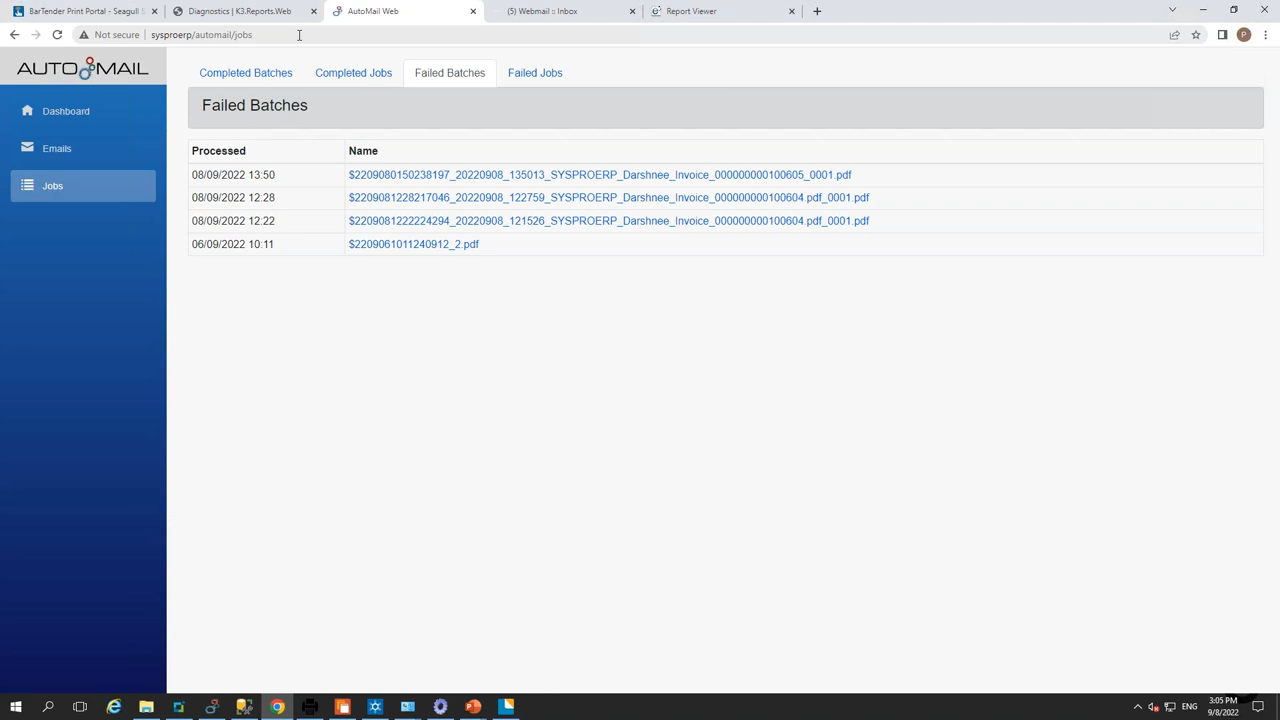 BarTender Print Portal - Seagull S
Diagnostics | K3.Reports.Web
AutoMail Web
(5) Webmail :: Inbox
Report Viewer
Not secure
sysproerp/automail/jobs
P
AUTO MAIL
Dashboard
Emails
Jobs
Completed Batches
Completed Jobs
Failed Batches
Failed Jobs
Failed Batches
Processed Name
08/09/2022 13:50 $2209080150238197_20220908_135013_SYSPROERP_Darshnee_Invoice_000000000100605_0001.pdf
08/09/2022 12:28 $2209081228217046_20220908_122759_SYSPROERP_Darshnee_Invoice_000000000100604.pdf_0001.pdf
08/09/2022 12:22 $2209081222224294_20220908_121526_SYSPROERP_Darshnee_Invoice_000000000100604.pdf_0001.pdf
06/09/2022 10:11 $2209061011240912_2.pdf
ENG
3:05 PM
9/8/2022